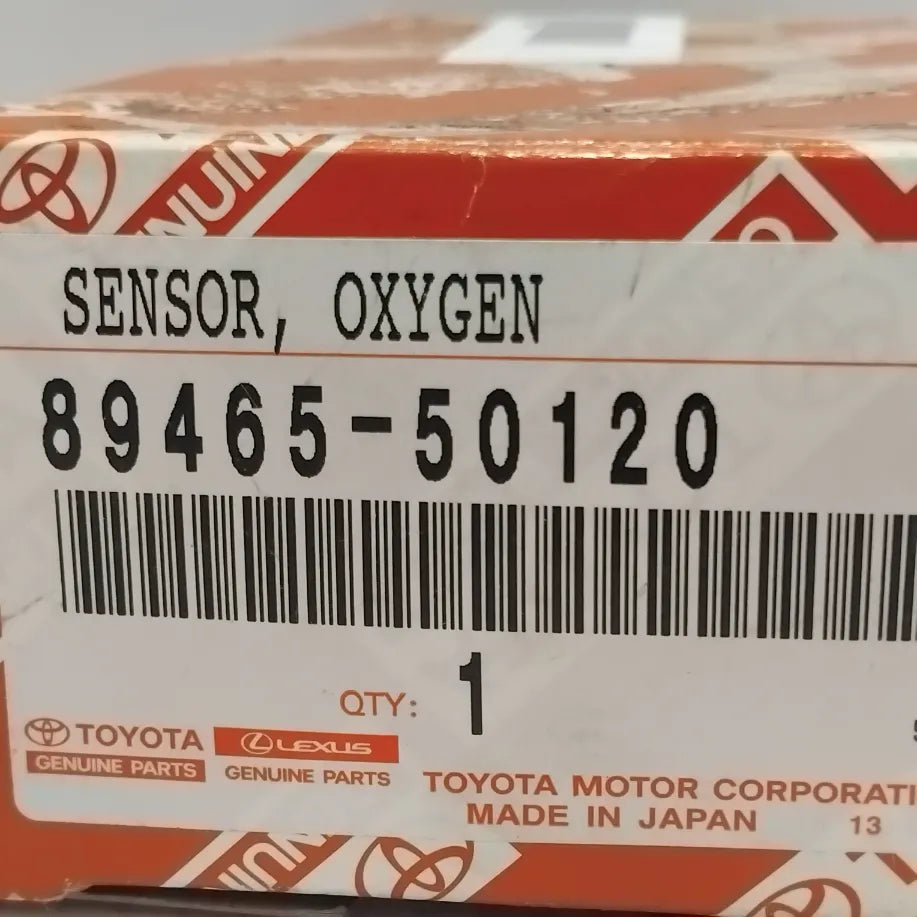 NUIN
SENSOR, OXYGEN
89465-50120
QTY: 1
TOYOTA
GENUINE PARTS
LEXUS
GENUINE PARTS
TOYOTA MOTOR CORPORATI
MADE IN JAPAN 13